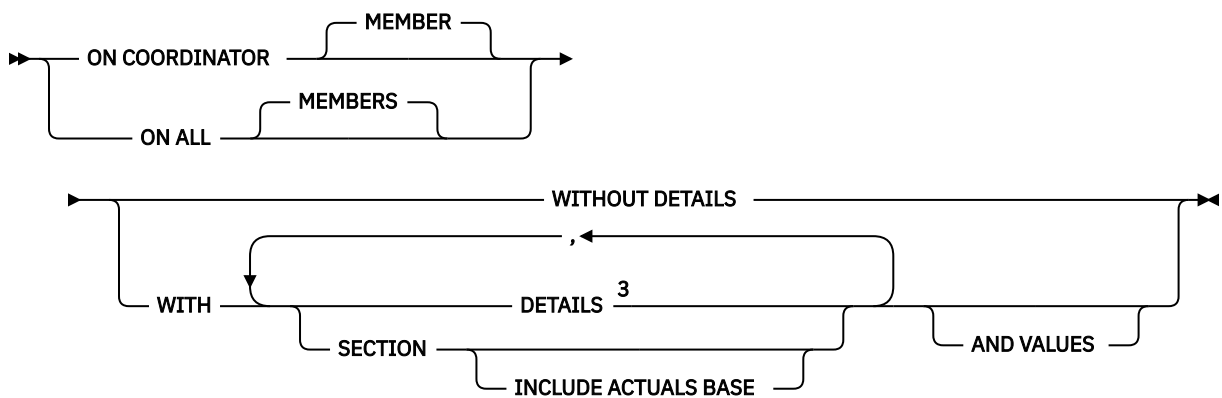 MEMBER
ON COORDINATOR
MEMBERS
ON ALL
WITHOUT DETAILS
,
WITH DETAILS 3
SECTION AND VALUES
INCLUDE ACTUALS BASE